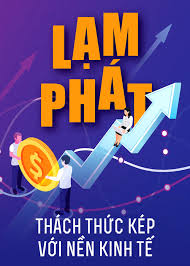 LẠM
PHÁT
$
THÁCH THỨC KÉP
VỚI NỀN KINH TẾ